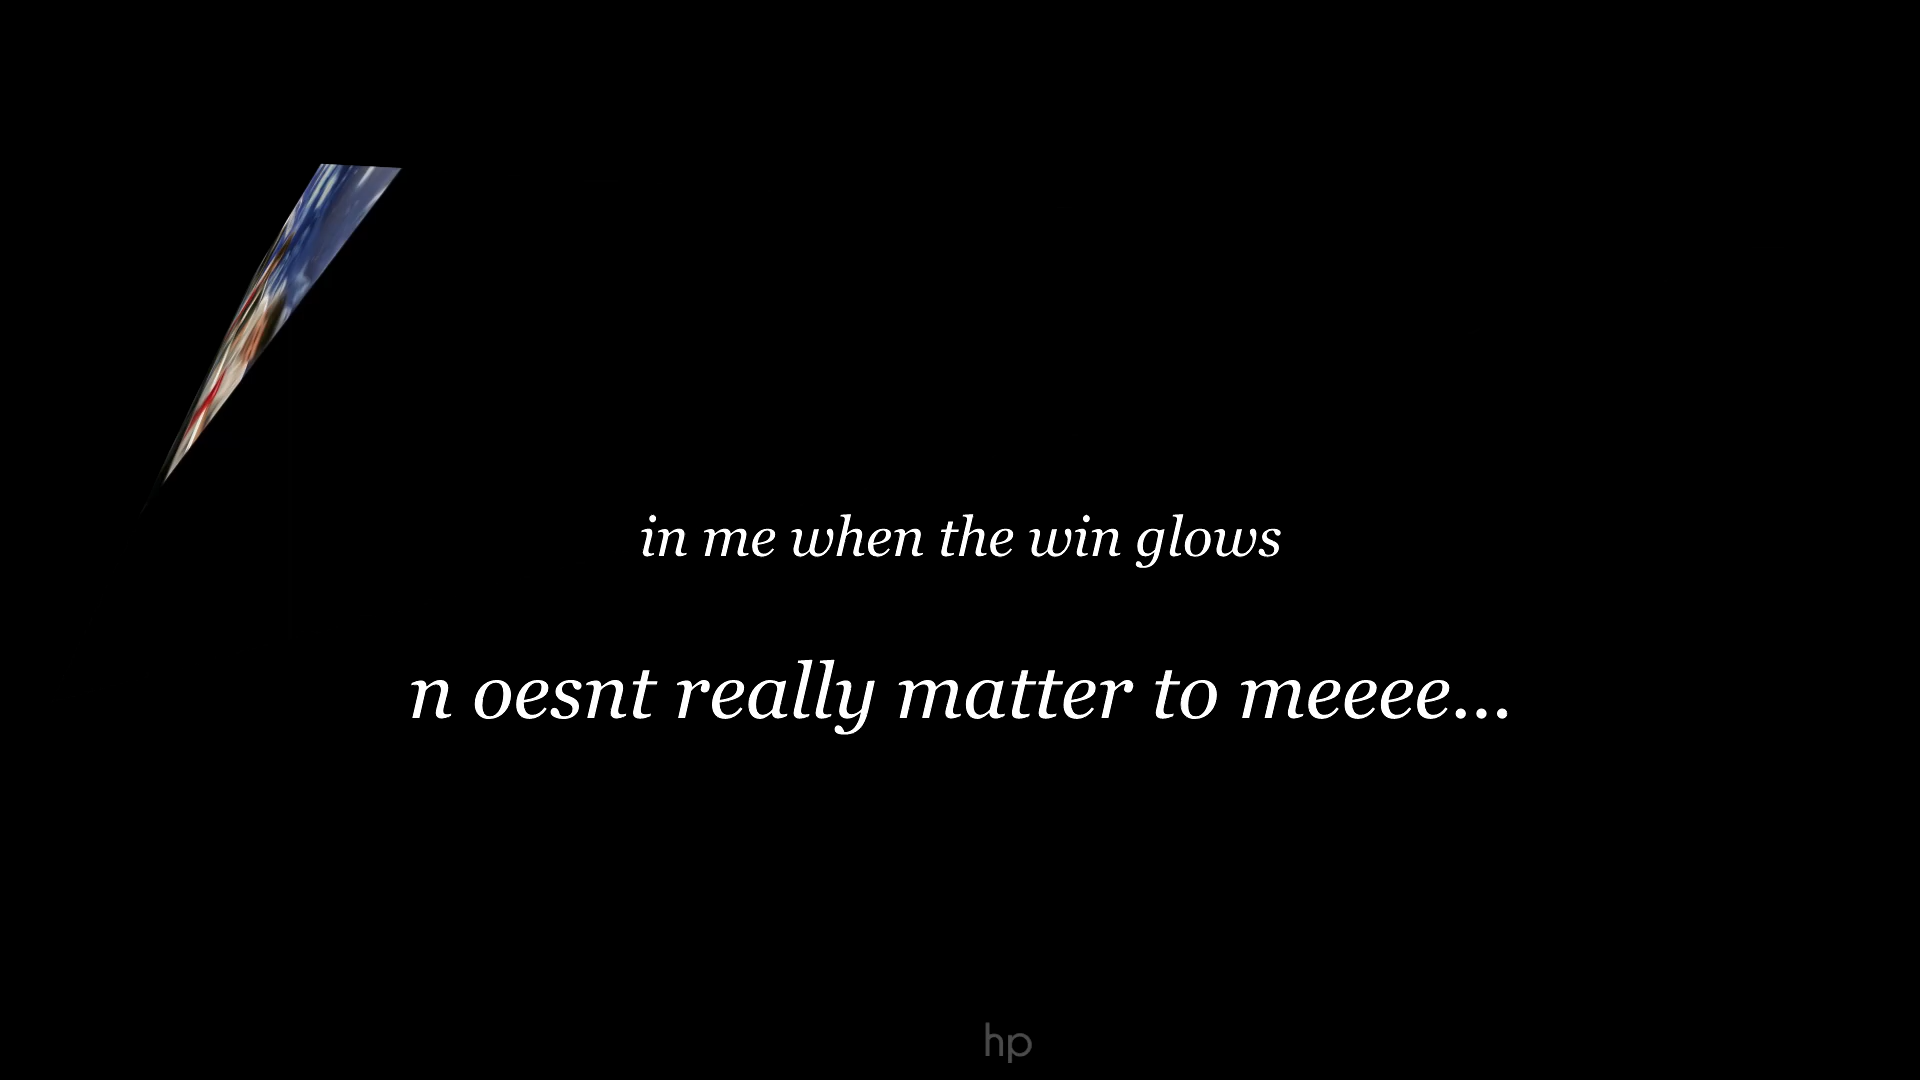 in me when the win glows
n oesnt really matter to meeee...
hp